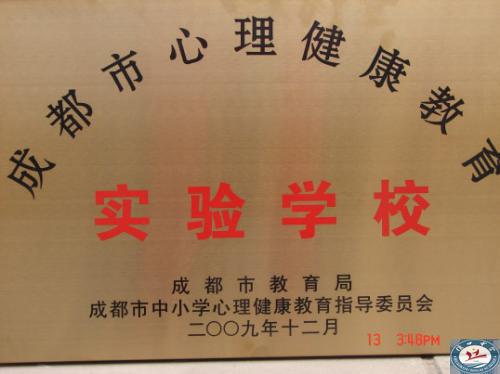 成都市心理健康教育
实验学校
成都市教育局
成都市中小学心理健康教育指导委员会
二〇〇九年十二月
13 3:48PM